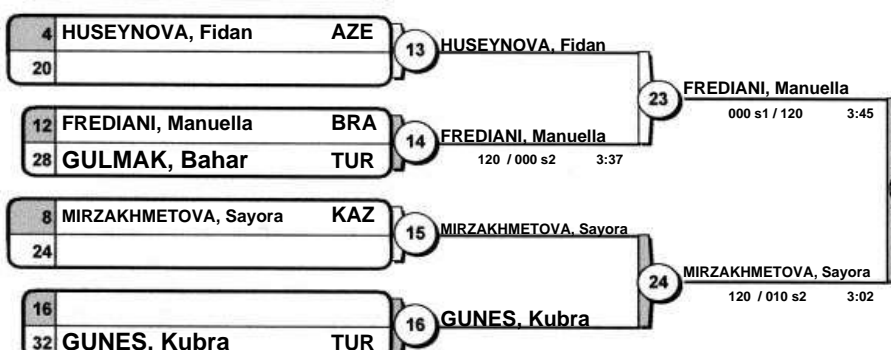 4 HUSEYNOVA, Fidan AZE
20
13
HUSEYNOVA, Fidan
12 FREDIANI, Manuella BRA
28 GULMAK, Bahar TUR
14
FREDIANI, Manuella
120 / 000 s2 3:37
23
FREDIANI, Manuella
000 s1 / 120 3:45
8 MIRZAKHMETOVA, Sayora KAZ
24
15
MIRZAKHMETOVA, Sayora
16
32 GUNES, Kubra TUR
16
GUNES, Kubra
24
MIRZAKHMETOVA, Sayora
120 / 010 s2 3:02